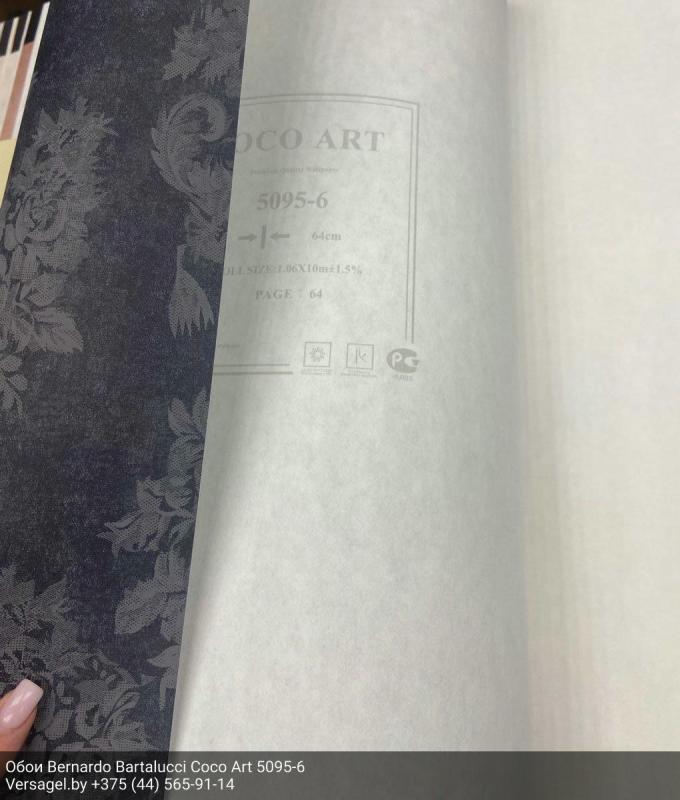 OCO ART
5095-6
64cm
OLL SIZE:1.06X10m±1.5%
PAGE : 64
Обои Bernardo Bartalucci Coco Art 5095-6
Versagel.by +375 (44) 565-91-14